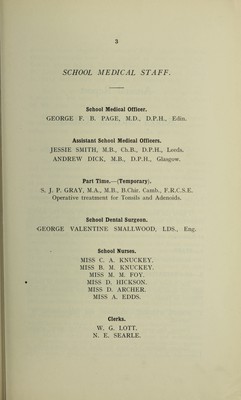 3
SCHOOL MEDICAL STAFF.
School Medical Officer.
GEORGE F. B. PAGE, M.D., D.P.H., Edin.
Assistant School Medical Officers.
JESSIE SMITH, M.B., Ch.B., D.P.H., Leeds.
ANDREW DICK, M.B., D.P.H., Glasgow.
Part Time.—(Temporary).
S. J. P. GRAY, M.A., M.B., B.Chir. Camb., F.R.C.S.E.
Operative treatment for Tonsils and Adenoids.
School Dental Surgeon.
GEORGE VALENTINE SMALLWOOD, LDS., Eng.
School Nurses.
MISS C. A. KNUCKEY.
MISS B. M. KNUCKEY.
MISS M. M. FOY.
MISS D. HICKSON.
MISS D. ARCHER.
MISS A. EDDS.
Clerks.
W. G. LOTT.
N. E. SEARLE.